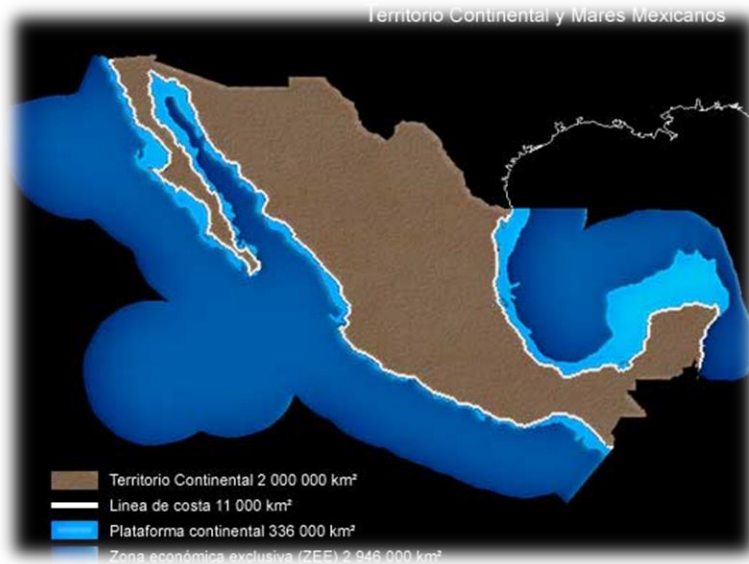 Territorio Continental y Mares Mexicanos
Territorio Continental 2 000 000 km²
Linea de costa 11 000 km²
Plataforma continental 336 000 km²
Zona económica exclusiva (ZEE) 2 946 000 km²